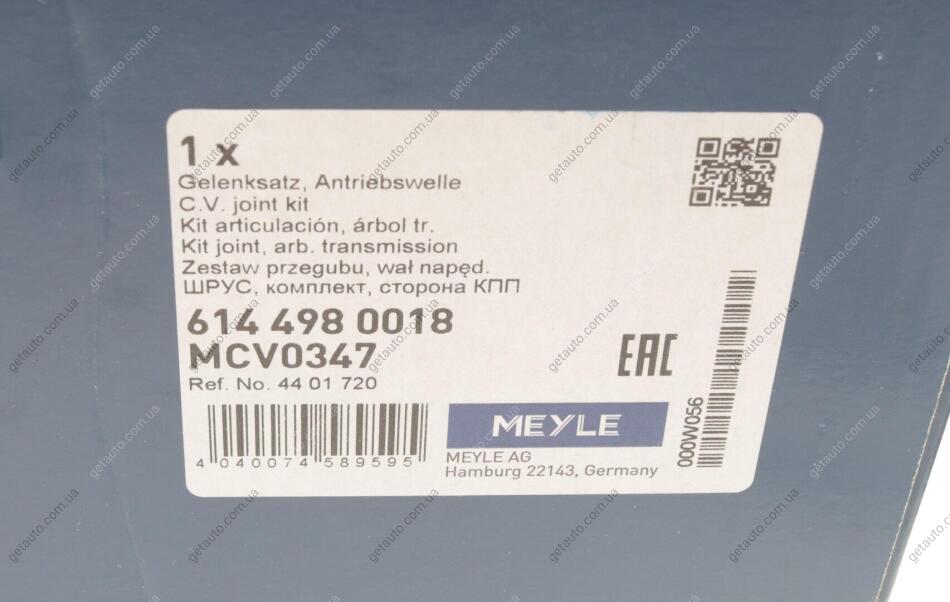 1 x
Gelenksatz, Antriebswelle
C.V. joint kit
Kit articulación, árbol tr.
Kit joint, arb. transmission
Zestaw przegubu, wał napęd.
ШРУС, комплект, сторона КПП
614 498 0018
MCV0347
Ref. No. 44 01 720
EAC
4 040074 589595
MEYLE
MEYLE AG
Hamburg 22143, Germany
000W056
getauto.com.ua